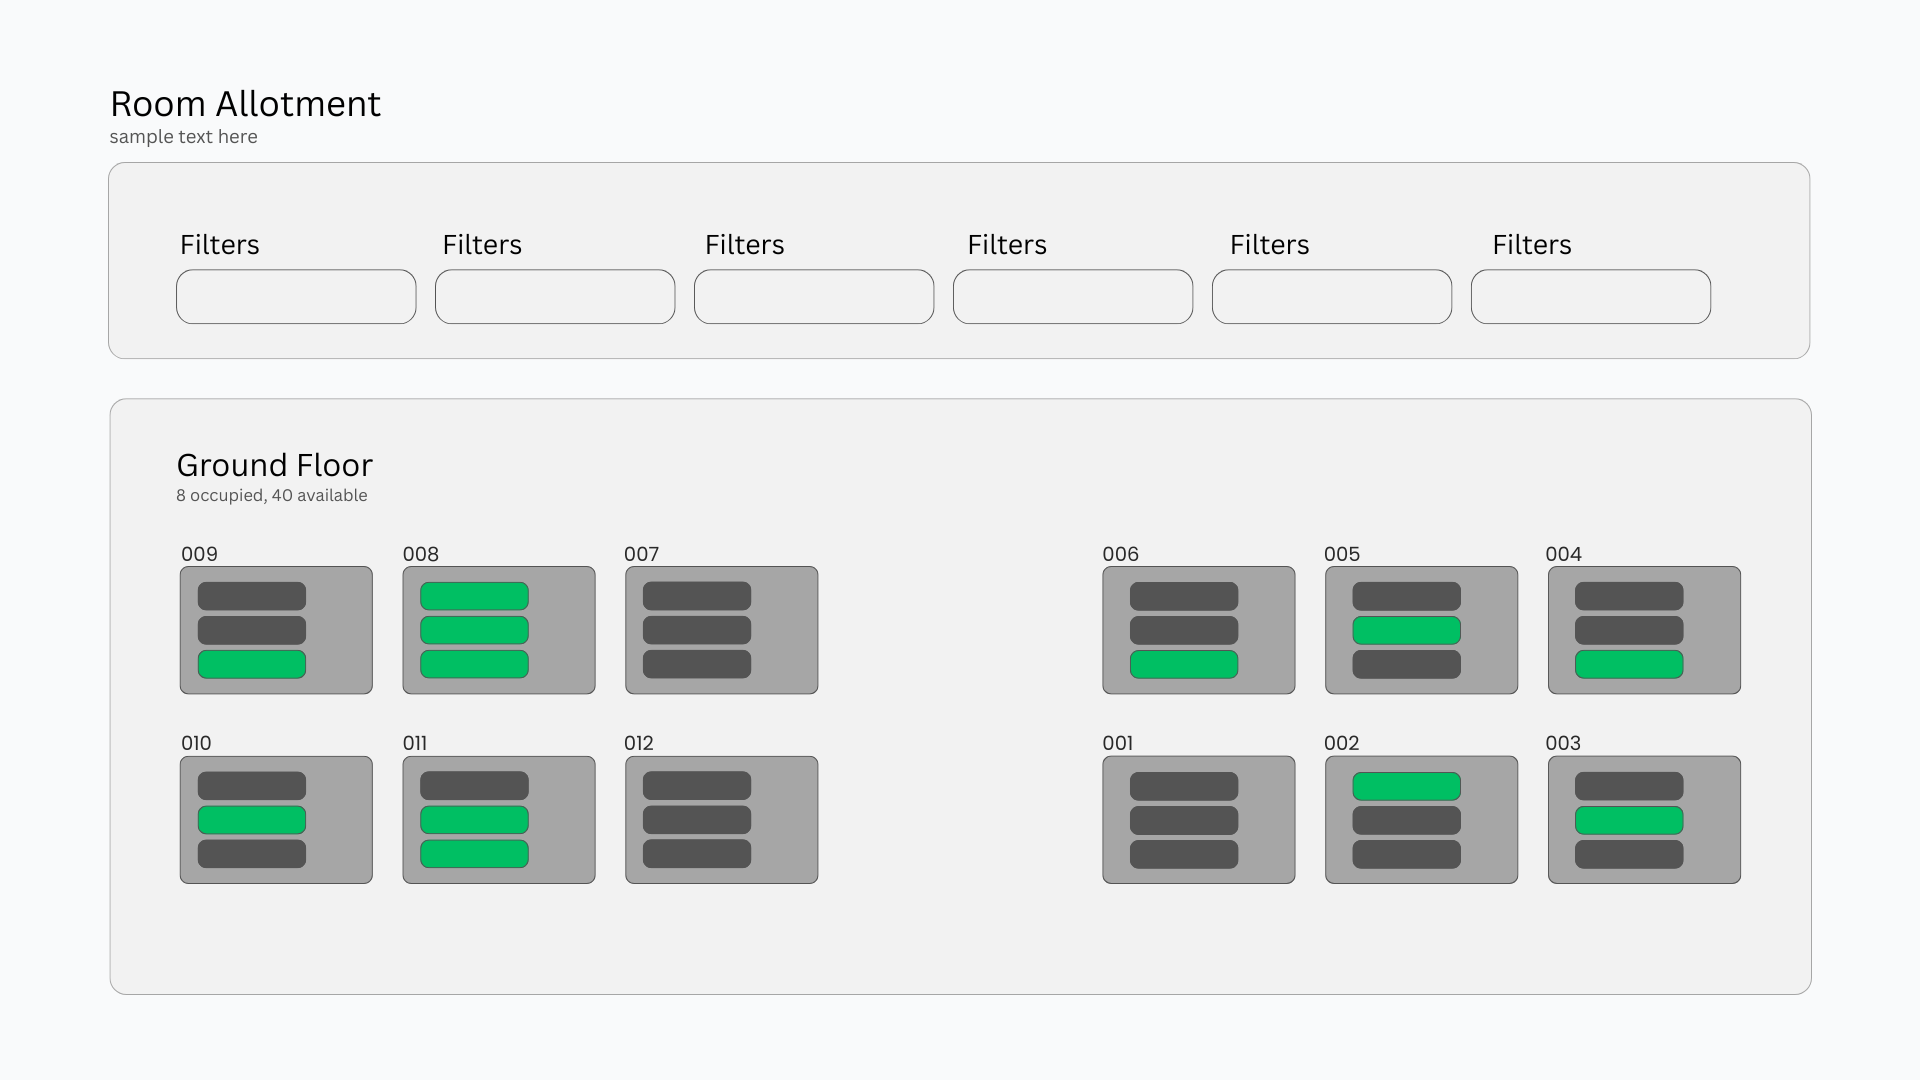 Room Allotment
sample text here
Filters Filters Filters Filters Filters Filters
Ground Floor
8 occupied, 40 available
009 008 007 006 005 004
010 011 012 001 002 003